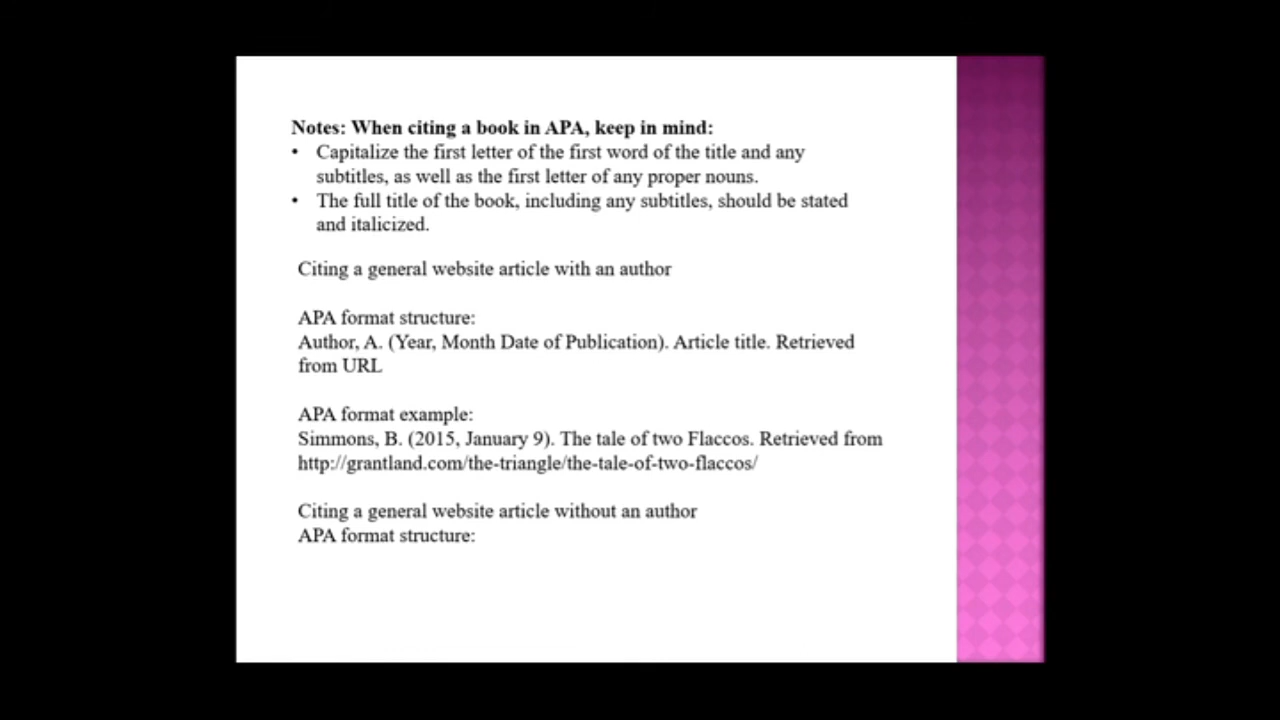 Notes: When citing a book in APA, keep in mind:
• Capitalize the first letter of the first word of the title and any
subtitles, as well as the first letter of any proper nouns.
• The full title of the book, including any subtitles, should be stated
and italicized.
Citing a general website article with an author
APA format structure:
Author, A. (Year, Month Date of Publication). Article title. Retrieved
from URL
APA format example:
Simmons, B. (2015, January 9). The tale of two Flaccos. Retrieved from
http://grantland.com/the-triangle/the-tale-of-two-flaccos/
Citing a general website article without an author
APA format structure: